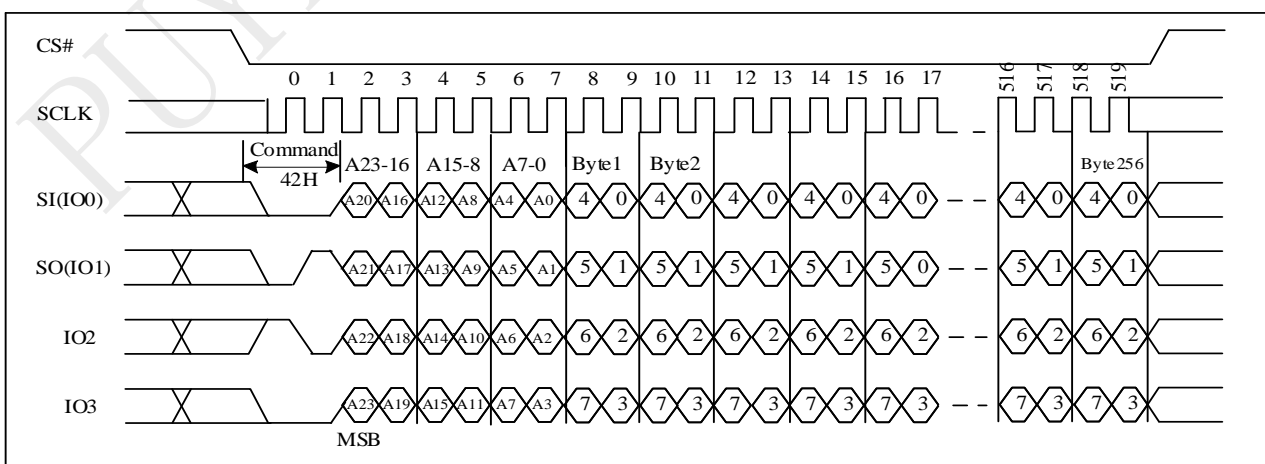 PUY
CS#
0 1 2 3 4 5 6 7 8 9 10 11 12 13 14 15 16 17 516 517 518 519
SCLK
Command A23-16 A15-8 A7-0 Byte1 Byte2 Byte256
42H
SI(IO0) A20 A16 A12 A8 A4 A0 4 0 4 0 4 0 4 0 4 0 4 0 4 0
SO(IO1) A21 A17 A13 A9 A5 A1 5 1 5 1 5 1 5 1 5 0 5 1 5 1
IO2 A22 A18 A14 A10 A6 A2 6 2 6 2 6 2 6 2 6 2 6 2 6 2
IO3 A23 A19 A15 A11 A7 A3 7 3 7 3 7 3 7 3 7 3 7 3 7 3
MSB